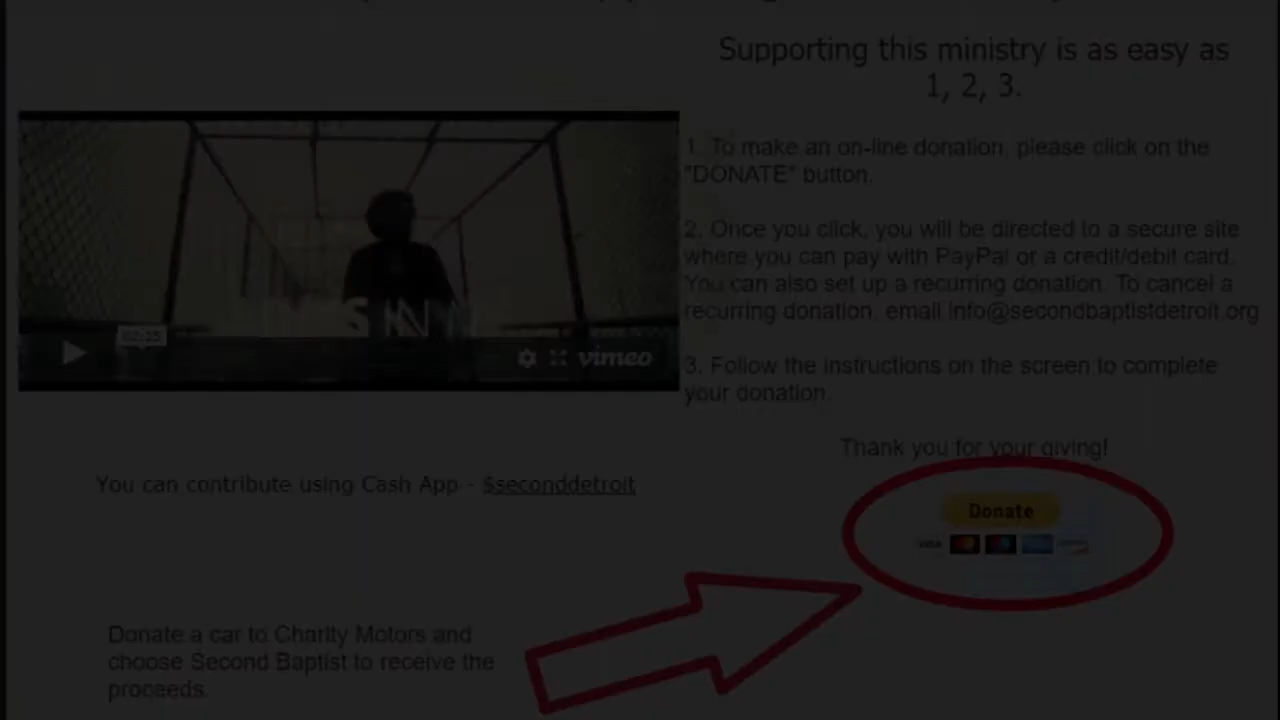 Supporting this ministry is as easy as
1, 2, 3.
1. To make an on-line donation, please click on the
"DONATE" button.
2. Once you click, you will be directed to a secure site
where you can pay with PayPal or a credit/debit card.
You can also set up a recurring donation. To cancel a
recurring donation, email info@secondbaptistdetroit.org
3. Follow the instructions on the screen to complete
your donation.
Thank you for your giving!
02:15
vimeo
You can contribute using Cash App - $seconddetroit
Donate
VISA
Donate a car to Charity Motors and
choose Second Baptist to receive the
proceeds.